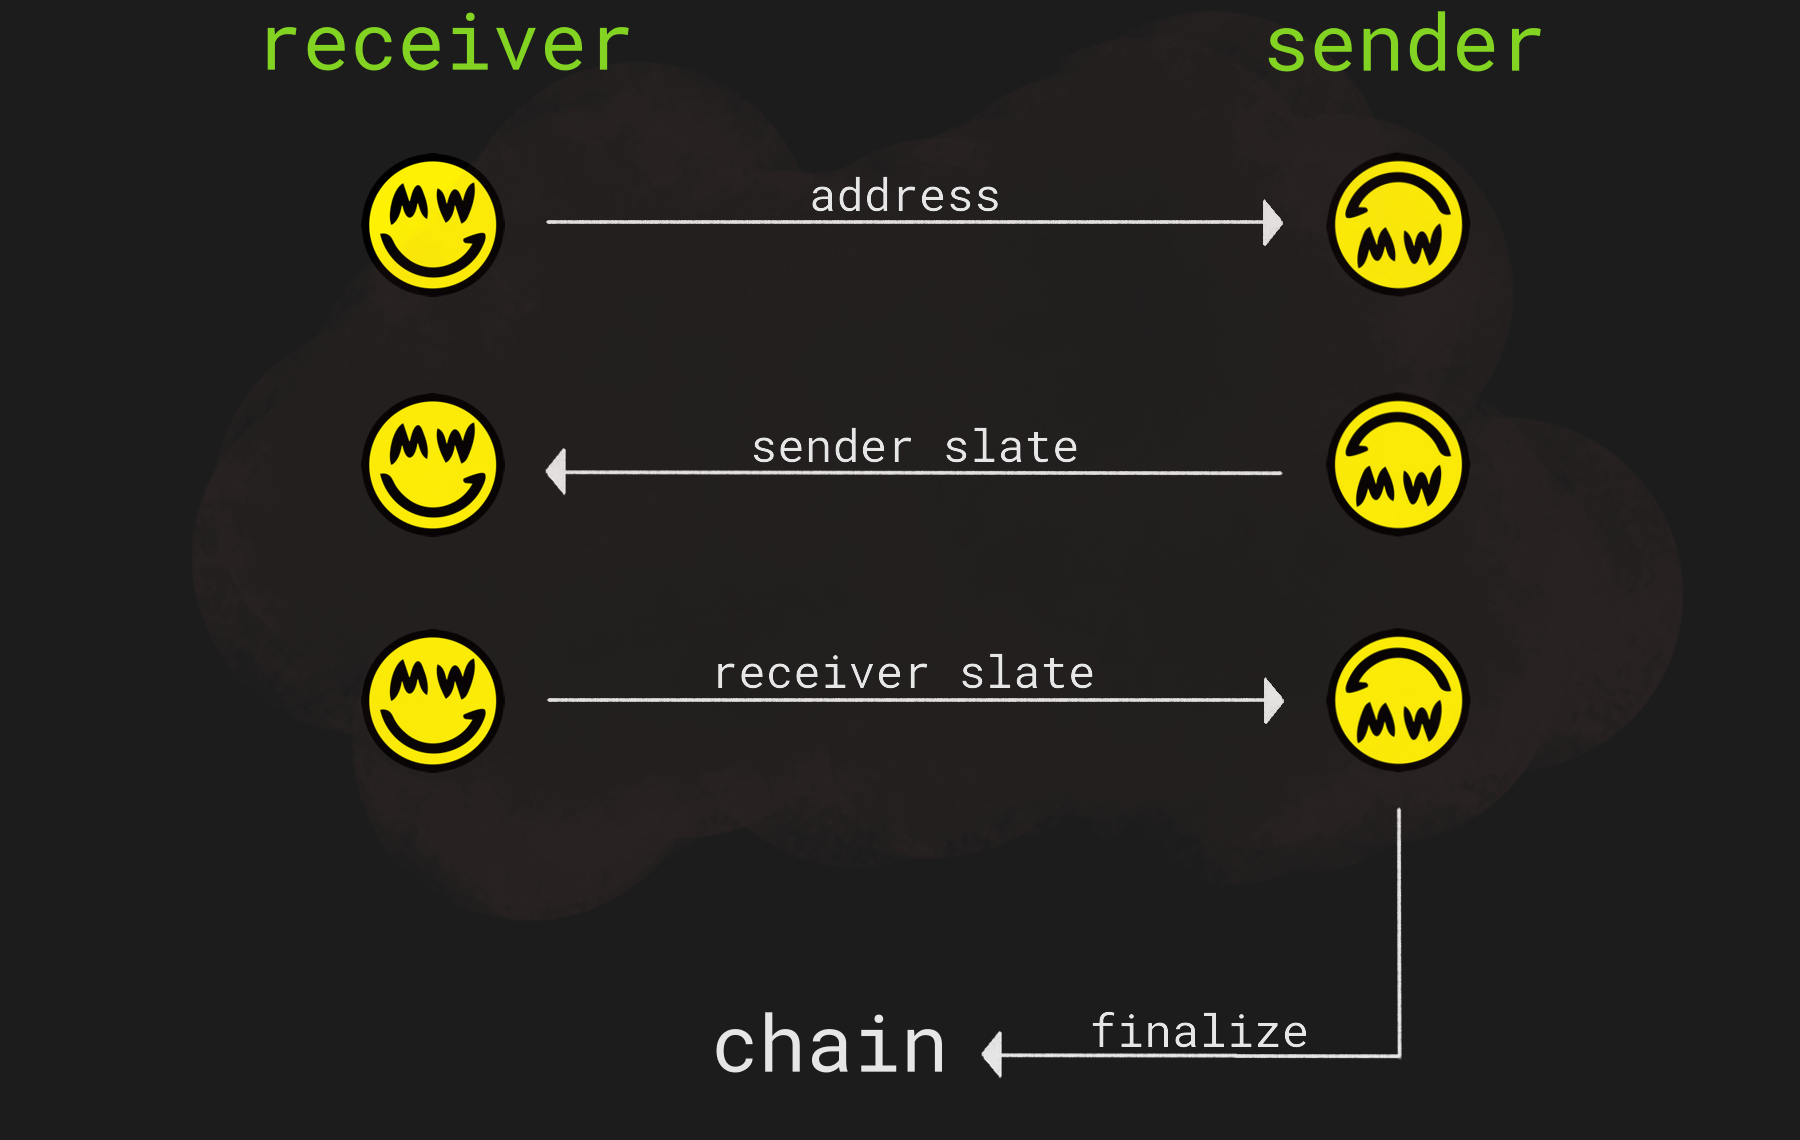 receiver
sender
MW
address
MW
MW
sender slate
MW
MW
receiver slate
MW
chain
finalize